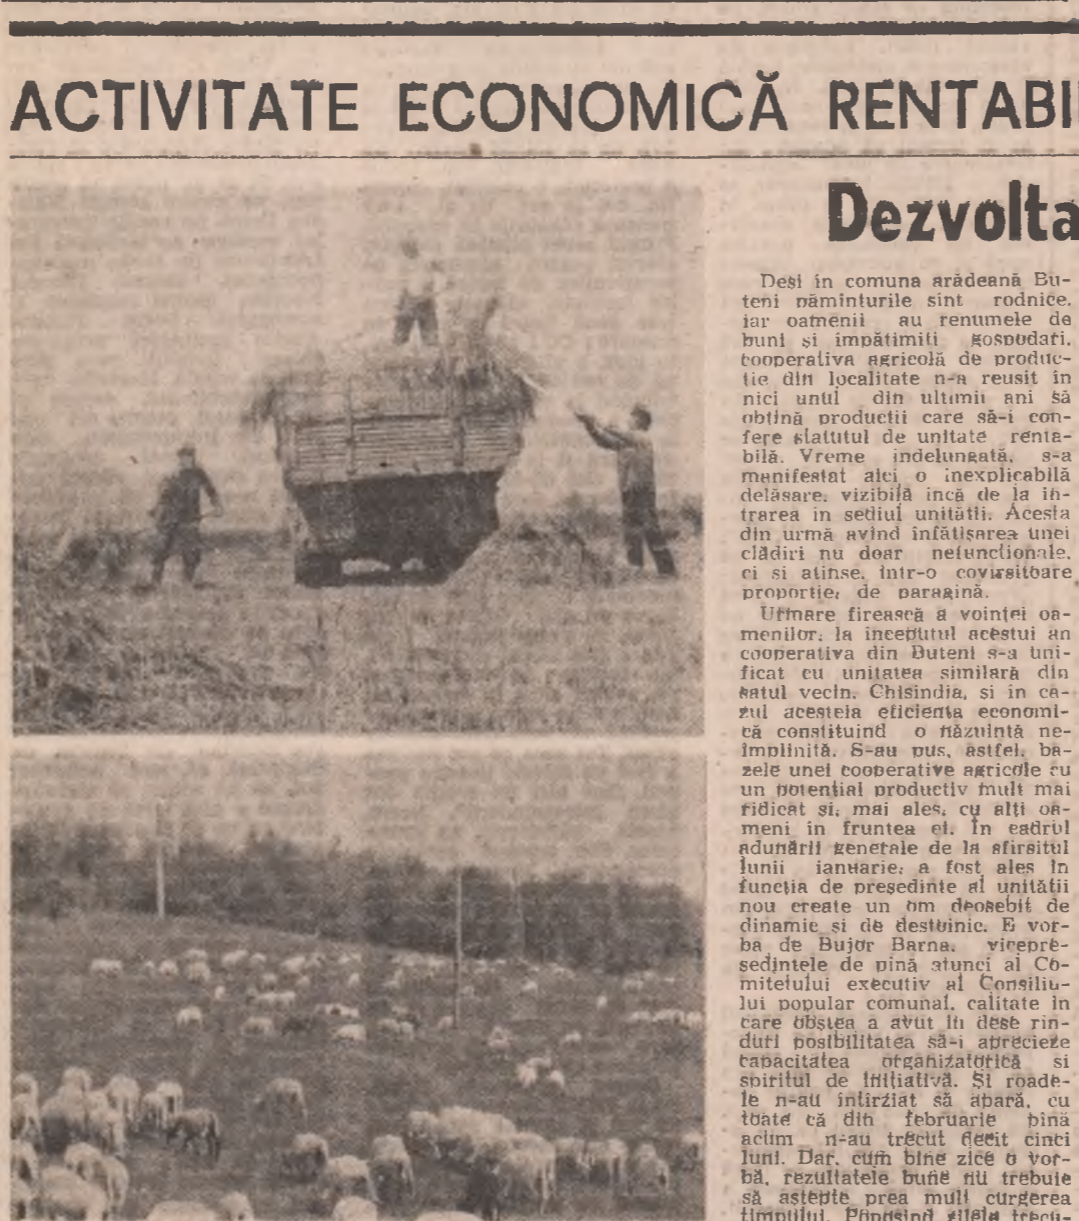 ACTIVITATE ECONOMICĂ RENTABI
Dezvolta
Deși în comuna arădeană Bu-
teni pămînturile sînt rodnice,
iar oamenii au renumele de
buni și împătimiți gospodari,
cooperativa agricolă de produc-
ție din localitate n-a reușit în
nici unul din ultimii ani să
obțină producții care să-i con-
fere statutul de unitate renta-
bilă. Vreme îndelungată, s-a
manifestat aici o inexplicabilă
delăsare, vizibilă încă de la in-
trarea în sediul unității. Acesta
din urmă avînd înfățișarea unei
clădiri nu doar nefuncționale,
ci și atinse, într-o covîrșitoare
proporție, de paragină.
Urmare firească a voinței oa-
menilor, la începutul acestui an
cooperativa din Buteni s-a uni-
ficat cu unitatea similară din
satul vecin, Chisindia, și în ca-
zul acesteia eficiența economi-
că constituind o năzuință ne-
împlinită. S-au pus, astfel, ba-
zele unei cooperative agricole cu
un potențial productiv mult mai
ridicat și, mai ales, cu alți oa-
meni în fruntea ei. În cadrul
adunării generale de la sfîrșitul
lunii ianuarie, a fost ales în
funcția de președinte al unității
nou create un om deosebit de
dinamic și de destoinic. E vor-
ba de Bujor Barna, vicepre-
ședintele de pînă atunci al Co-
mitetului executiv al Consiliu-
lui popular comunal, calitate în
care obștea a avut în dese rîn-
duri posibilitatea să-i aprecieze
capacitatea organizatorică și
spiritul de inițiativă. Și roade-
le n-au întîrziat să apară, cu
toate că din februarie pînă
acum n-au trecut decît cinci
luni. Dar, cum bine zice o vor-
bă, rezultatele bune nu trebuie
să aștepte prea mult curgerea
timpului. Poposind zilele trecu-